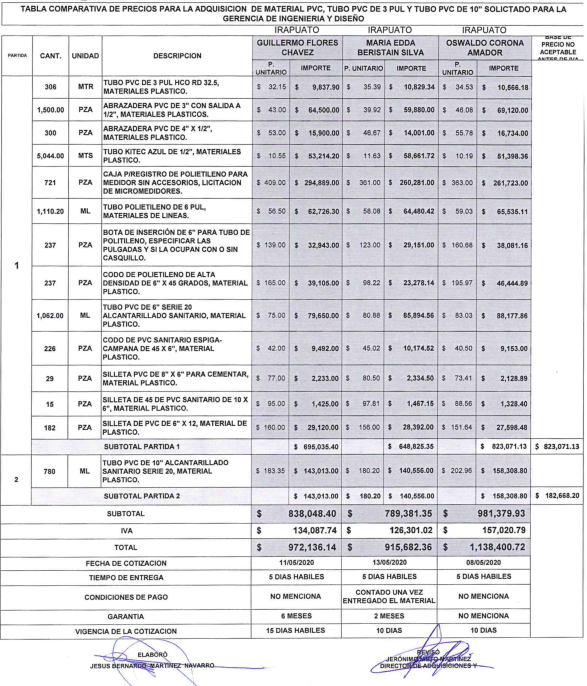 TABLA COMPARATIVA DE PRECIOS PARA LA ADQUISICION DE MATERIAL PVC, TUBO PVC DE 3 PUL Y TUBO PVC DE 10" SOLICTADO PARA LA
GERENCIA DE INGENIERIA Y DISEÑO
IRAPUATO IRAPUATO IRAPUATO
PARTIDA CANT. UNIDAD DESCRIPCION GUILLERMO FLORES CHAVEZ MARIA EDDA BERISTAIN SILVA OSWALDO CORONA AMADOR BASE DE PRECIO NO ACEPTABLE ANTES DE IVA
P. UNITARIO IMPORTE P. UNITARIO IMPORTE P. UNITARIO IMPORTE
1
306 MTR TUBO PVC DE 3 PUL HCO RD 32.5, MATERIALES PLASTICO. $ 32.15 $ 9,837.90 $ 35.39 $ 10,829.34 $ 34.53 $ 10,566.18
1,500.00 PZA ABRAZADERA PVC DE 3" CON SALIDA A 1/2", MATERIALES PLASTICOS. $ 43.00 $ 64,500.00 $ 39.92 $ 59,880.00 $ 46.08 $ 69,120.00
300 PZA ABRAZADERA PVC DE 4" X 1/2", MATERIALES PLASTICO. $ 53.00 $ 15,900.00 $ 46.67 $ 14,001.00 $ 55.78 $ 16,734.00
5,044.00 MTS TUBO KITEC AZUL DE 1/2", MATERIALES PLASTICO. $ 10.55 $ 53,214.20 $ 11.63 $ 58,661.72 $ 10.19 $ 51,398.36
721 PZA CAJA P/REGISTRO DE POLIETILENO PARA MEDIDOR SIN ACCESORIOS, LICITACION DE MICROMEDIDORES. $ 409.00 $ 294,889.00 $ 361.00 $ 260,281.00 $ 363.00 $ 261,723.00
1,110.20 ML TUBO POLIETILENO DE 6 PUL, MATERIALES DE LINEAS. $ 56.50 $ 62,726.30 $ 58.08 $ 64,480.42 $ 59.03 $ 65,535.11
237 PZA BOTA DE INSERCIÓN DE 6" PARA TUBO DE POLITILENO, ESPECIFICAR LAS PULGADAS Y SI LA OCUPAN CON O SIN CASQUILLO. $ 139.00 $ 32,943.00 $ 123.00 $ 29,151.00 $ 160.68 $ 38,081.16
237 PZA CODO DE POLIETILENO DE ALTA DENSIDAD DE 6" X 45 GRADOS, MATERIAL PLASTICO. $ 165.00 $ 39,105.00 $ 98.22 $ 23,278.14 $ 195.97 $ 46,444.89
1,062.00 ML TUBO PVC DE 6" SERIE 20 ALCANTARILLADO SANITARIO, MATERIAL PLASTICO. $ 75.00 $ 79,650.00 $ 80.88 $ 85,894.56 $ 83.03 $ 88,177.86
226 PZA CODO DE PVC SANITARIO ESPIGA-CAMPANA DE 45 X 6", MATERIAL PLASTICO. $ 42.00 $ 9,492.00 $ 45.02 $ 10,174.52 $ 40.50 $ 9,153.00
29 PZA SILLETA PVC DE 8" X 6" PARA CEMENTAR, MATERIAL PLASTICO. $ 77.00 $ 2,233.00 $ 80.50 $ 2,334.50 $ 73.41 $ 2,128.89
15 PZA SILLETA DE 45 DE PVC SANITARIO DE 10 X 6", MATERIAL PLASTICO. $ 95.00 $ 1,425.00 $ 97.81 $ 1,467.15 $ 88.56 $ 1,328.40
182 PZA SILLETA DE PVC DE 6" X 12, MATERIAL DE PLASTICO. $ 160.00 $ 29,120.00 $ 156.00 $ 28,392.00 $ 151.64 $ 27,598.48
SUBTOTAL PARTIDA 1 $ 695,035.40 $ 648,825.35 $ 823,071.13 $ 823,071.13
2
780 ML TUBO PVC DE 10" ALCANTARILLADO SANITARIO SERIE 20, MATERIAL PLASTICO. $ 183.35 $ 143,013.00 $ 180.20 $ 140,556.00 $ 202.96 $ 158,308.80
SUBTOTAL PARTIDA 2 $ 143,013.00 $ 180.20 $ 140,556.00 $ 158,308.80 $ 182,668.20
SUBTOTAL $ 838,048.40 $ 789,381.35 $ 981,379.93
IVA $ 134,087.74 $ 126,301.02 $ 157,020.79
TOTAL $ 972,136.14 $ 915,682.36 $ 1,138,400.72
FECHA DE COTIZACION 11/05/2020 13/05/2020 08/05/2020
TIEMPO DE ENTREGA 5 DIAS HABILES 5 DIAS HABILES 5 DIAS HABILES
CONDICIONES DE PAGO NO MENCIONA CONTADO UNA VEZ ENTREGADO EL MATERIAL NO MENCIONA
GARANTIA 6 MESES 2 MESES NO MENCIONA
VIGENCIA DE LA COTIZACION 15 DIAS HABILES 10 DIAS 10 DIAS
ELABORÓ REVISÓ
JESUS BERNARDO MARTINEZ NAVARRO JERÓNIMO MARTINEZ
DIRECTOR DE ADQUISICIONES Y